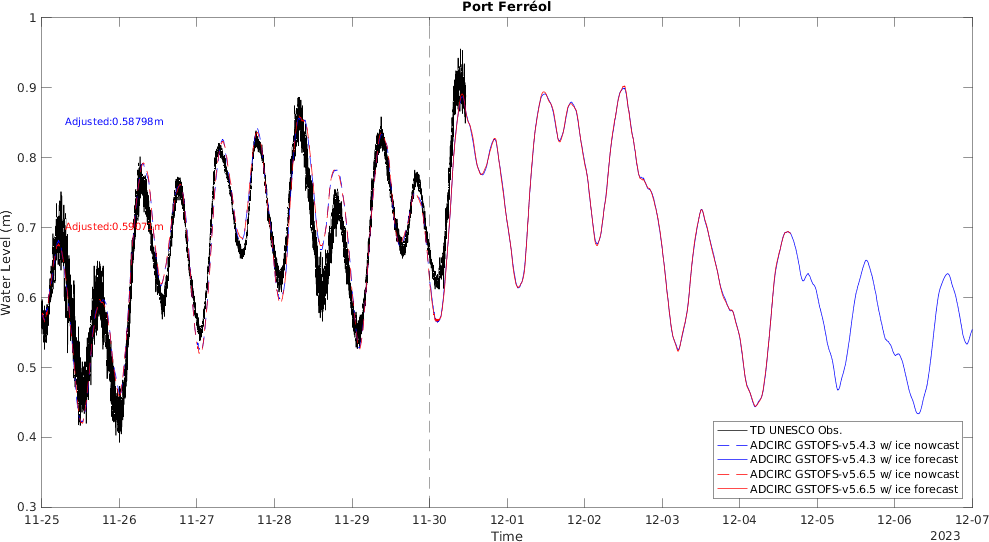 Port Ferréol
Water Level (m)
1
0.9
0.8
0.7
0.6
0.5
0.4
0.3
Adjusted:0.58798m
TD UNESCO Obs.
ADCIRC GSTOFS-v5.4.3 w/ ice nowcast
ADCIRC GSTOFS-v5.4.3 w/ ice forecast
ADCIRC GSTOFS-v5.6.5 w/ ice nowcast
ADCIRC GSTOFS-v5.6.5 w/ ice forecast
11-25 11-26 11-27 11-28 11-29 11-30 12-01 12-02 12-03 12-04 12-05 12-06 12-07
Time
2023